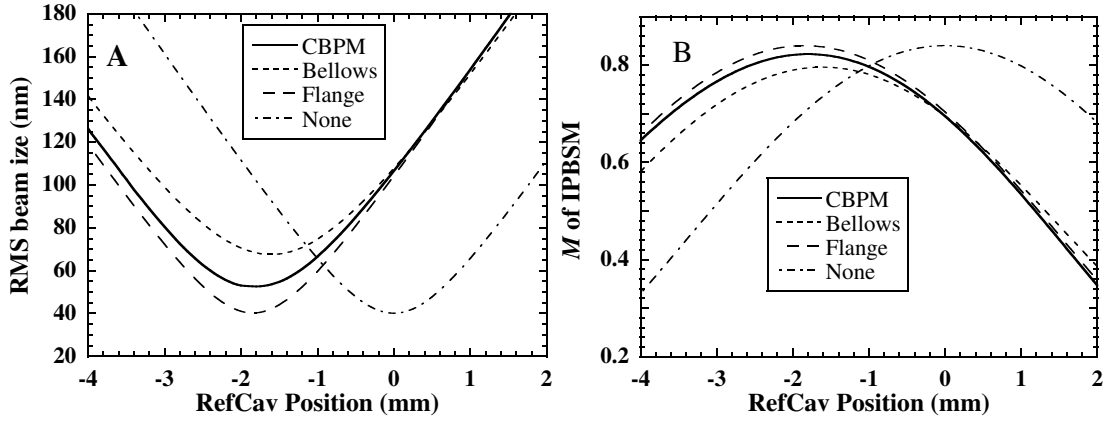 A
CBPM
Bellows
Flange
None
RMS beam ize (nm)
180
160
140
120
100
80
60
40
20
-4 -3 -2 -1 0 1 2
RefCav Position (mm)
B
CBPM
Bellows
Flange
None
M of IPBSM
0.8
0.6
0.4
0.2
-4 -3 -2 -1 0 1 2
RefCav Position (mm)